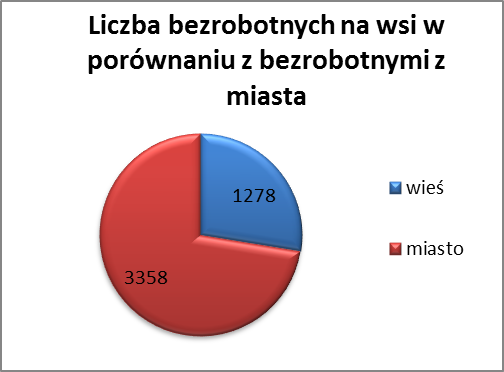 Liczba bezrobotnych na wsi w
porównaniu z bezrobotnymi z
miasta
1278
3358
wieś
miasto